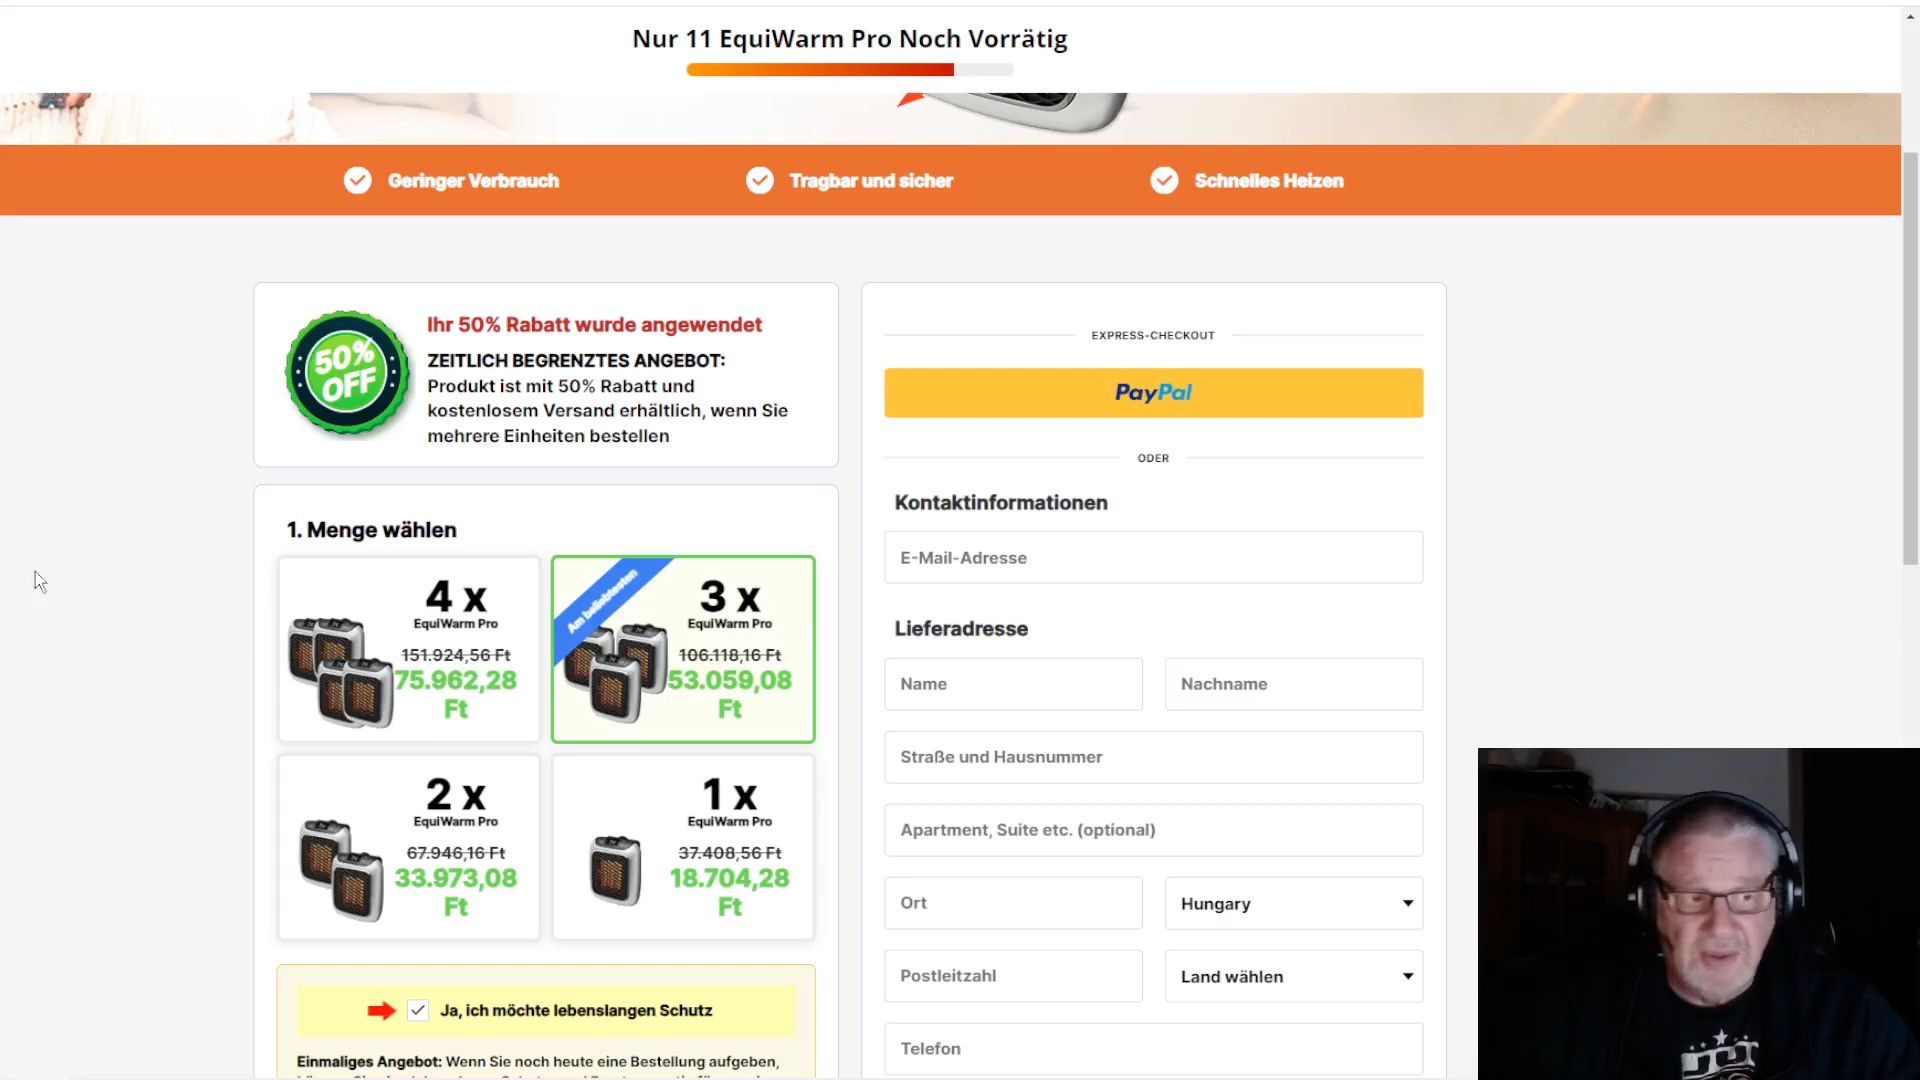 Nur 11 EquiWarm Pro Noch Vorrätig
Geringer Verbrauch
Tragbar und sicher
Schnelles Heizen
50%
OFF
Ihr 50% Rabatt wurde angewendet
ZEITLICH BEGRENZTES ANGEBOT:
Produkt ist mit 50% Rabatt und
kostenlosem Versand erhältlich, wenn Sie
mehrere Einheiten bestellen
1. Menge wählen
4 x
EquiWarm Pro
151.924,56 Ft
75.962,28
Ft
Am beliebtesten
3 x
EquiWarm Pro
106.118,16 Ft
53.059,08
Ft
2 x
EquiWarm Pro
67.946,16 Ft
33.973,08
Ft
1 x
EquiWarm Pro
37.408,56 Ft
18.704,28
Ft
Ja, ich möchte lebenslangen Schutz
Einmaliges Angebot: Wenn Sie noch heute eine Bestellung aufgeben,
EXPRESS-CHECKOUT
PayPal
ODER
Kontaktinformationen
E-Mail-Adresse
Lieferadresse
Name
Nachname
Straße und Hausnummer
Apartment, Suite etc. (optional)
Ort
Hungary
Postleitzahl
Land wählen
Telefon